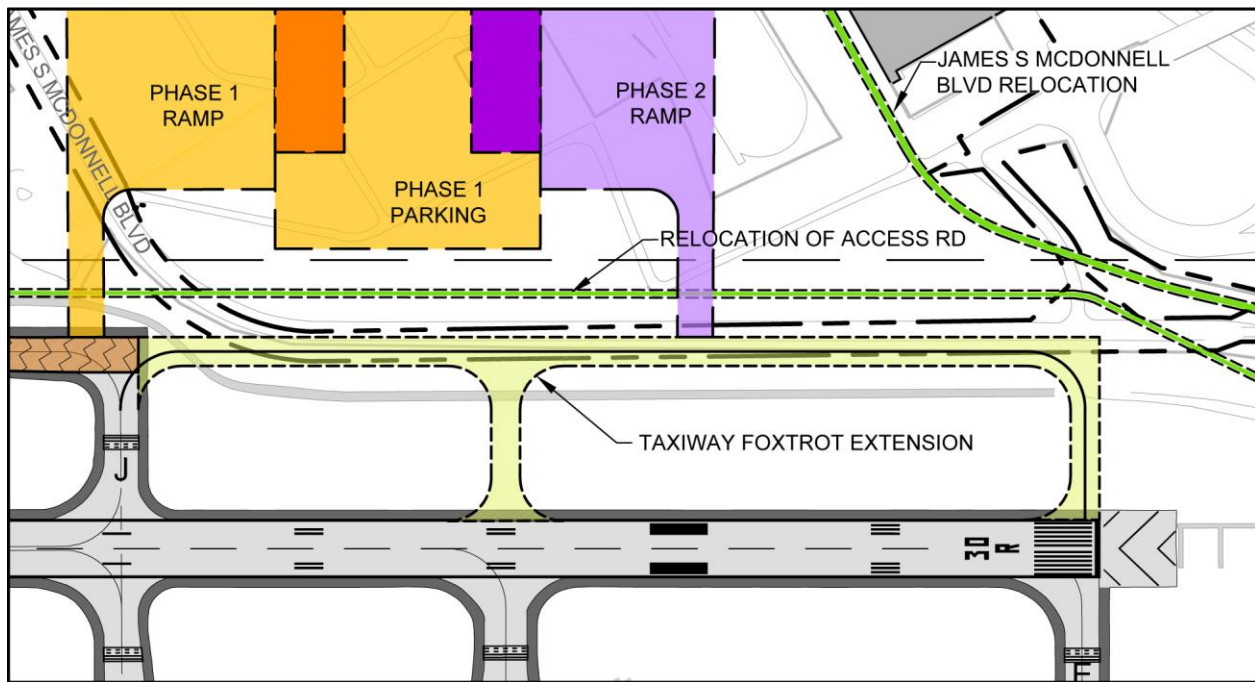 JAMES S MCDONNELL BLVD
PHASE 1
RAMP
PHASE 2
RAMP
JAMES S MCDONNELL
BLVD RELOCATION
PHASE 1
PARKING
RELOCATION OF ACCESS RD
TAXIWAY FOXTROT EXTENSION
J
30
R
F